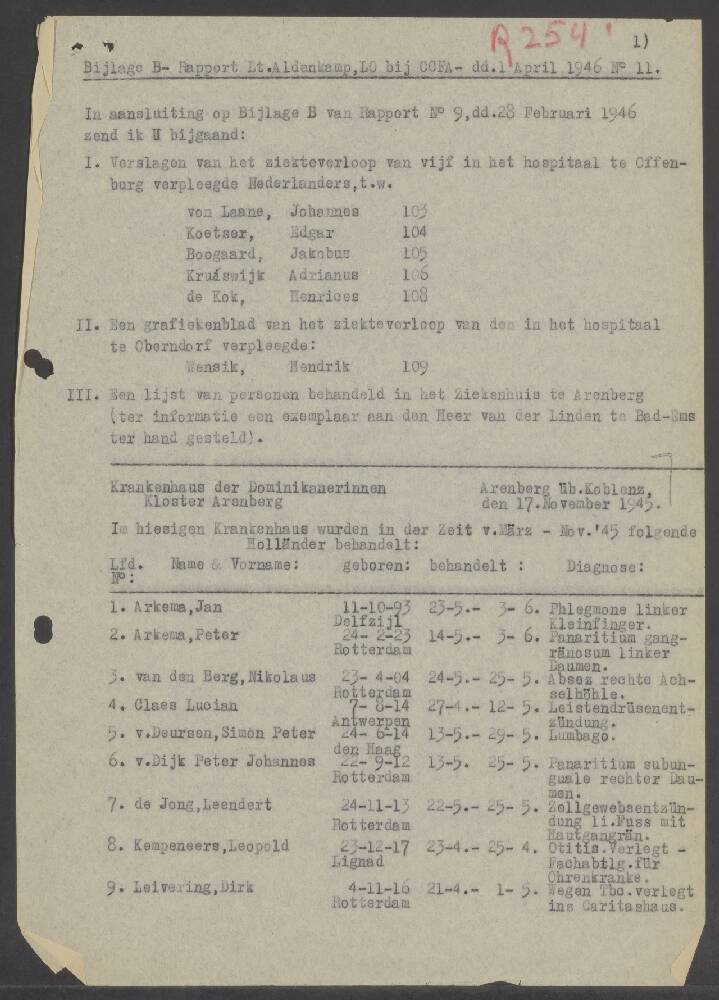 R 254' 1)
Bijlage B- Rapport Lt.Aldenkamp,LO bij CCFA- dd.1 April 1946 Nº 11.
In aansluiting op Bijlage B van Rapport Nº 9,dd.28 Februari 1946
zend ik U bijgaand:
I. Verslagen van het ziekteverloop van vijf in het hospitaal te Offen-
burg verpleegde Nederlanders,t.w.
von Laane, Johannes 103
Koetser, Edgar 104
Boogaard, Jakobus 105
Kruiswijk Adrianus 106
de Kok, Henrices 108
II. Een grafiekenblad van het ziekteverloop van den in het hospitaal
te Oberndorf verpleegde:
Wensik, Hendrik 109
III. Een lijst van personen behandeld in het Ziekenhuis te Arenberg
(ter informatie een exemplaar aan den Heer van der Linden te Bad-Ems
ter hand gesteld).
Krankenhaus der Dominikanerinnen Arenberg üb.Koblenz,
Kloster Arenberg den 17.November 1945.
Im hiesigen Krankenhaus wurden in der Zeit v.März - Nov.'45 folgende
Holländer behandelt:
Lfd. Name & Vorname: geboren: behandelt : Diagnose:
Nº:
1. Arkema,Jan 11-10-93 23-5.- 3- 6. Phlegmone linker
Delfzijl Kleinfinger.
2. Arkema,Peter 24- 2-23 14-5.- 3- 6. Panaritium gang-
Rotterdam ränosum linker
Daumen.
3. van den Berg,Nikolaus 23- 4-04 24-5.- 25- 5. Absez rechte Ach-
Rotterdam selhöhle.
4. Claes Lucian 7- 8-14 27-4.- 12- 5. Leistendrüsenent-
Antwerpen zündung.
5. v.Deursen,Simon Peter 24- 6-14 13-5.- 29- 5. Lumbago.
den Haag
6. v.Dijk Peter Johannes 22- 9-12 13-5. 25- 5. Panaritium subun-
Rotterdam guale rechter Dau-
men.
7. de Jong,Leendert 24-11-13 22-5.- 25- 5. Zellgewebsentzün-
Rotterdam dung li.Fuss mit
Hautgangrän.
8. Kempeneers,Leopold 23-12-17 23-4.- 25- 4. Otitis.Verlegt -
Lignad Fachabtlg.für
Ohrenkranke.
9. Leivering,Dirk 4-11-16 21-4.- 1- 5. Wegen Tbc.verlegt
Rotterdam ins Caritashaus.